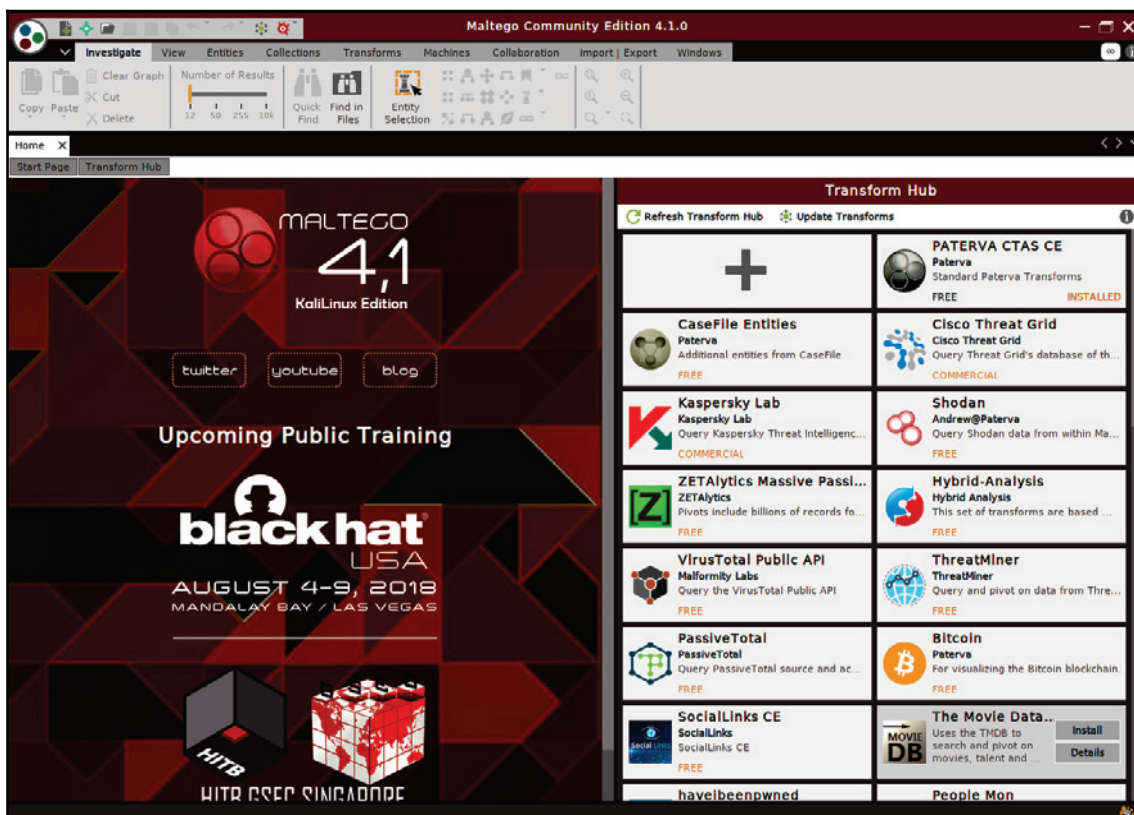 Maltego Community Edition 4.1.0
Investigate View Entities Collections Transforms Machines Collaboration Import | Export Windows
Copy Paste
Clear Graph
Cut
Delete
Number of Results
12 50 255 10k
Quick Find
Find in Files
Entity Selection
Home X
Start Page Transform Hub
MALTEGO
4,1
KaliLinux Edition
twitter youtube blog
Upcoming Public Training
black hat®
USA
AUGUST 4-9, 2018
MANDALAY BAY / LAS VEGAS
HITB
HITB GSEC SINGAPORE
Transform Hub
Refresh Transform Hub Update Transforms
PATERVA CTAS CE
Paterva
Standard Paterva Transforms
FREE INSTALLED
CaseFile Entities
Paterva
Additional entities from CaseFile
FREE
Cisco Threat Grid
Cisco Threat Grid
Query Threat Grid's database of th...
COMMERCIAL
Kaspersky Lab
Kaspersky Lab
Query Kaspersky Threat Intelligenc...
COMMERCIAL
Shodan
Andrew@Paterva
Query Shodan data from within Ma...
FREE
[Z]
ZETAlytics Massive Passi...
ZETAlytics
Pivots include billions of records fo...
FREE
Hybrid-Analysis
Hybrid Analysis
This set of transforms are based ...
FREE
VirusTotal Public API
Malformity Labs
Query the VirusTotal Public API
FREE
ThreatMiner
ThreatMiner
Query and pivot on data from Thre...
FREE
PassiveTotal
PassiveTotal
Query PassiveTotal source and ac...
FREE
Bitcoin
Paterva
For visualizing the Bitcoin blockchain.
FREE
Social Links
SocialLinks CE
SocialLinks
SocialLinks CE
FREE
MOVIE
DB
The Movie Data...
Uses the TMDB to
search and pivot on
movies, talent and ...
Install
Details
haveibeenpwned
People Mon